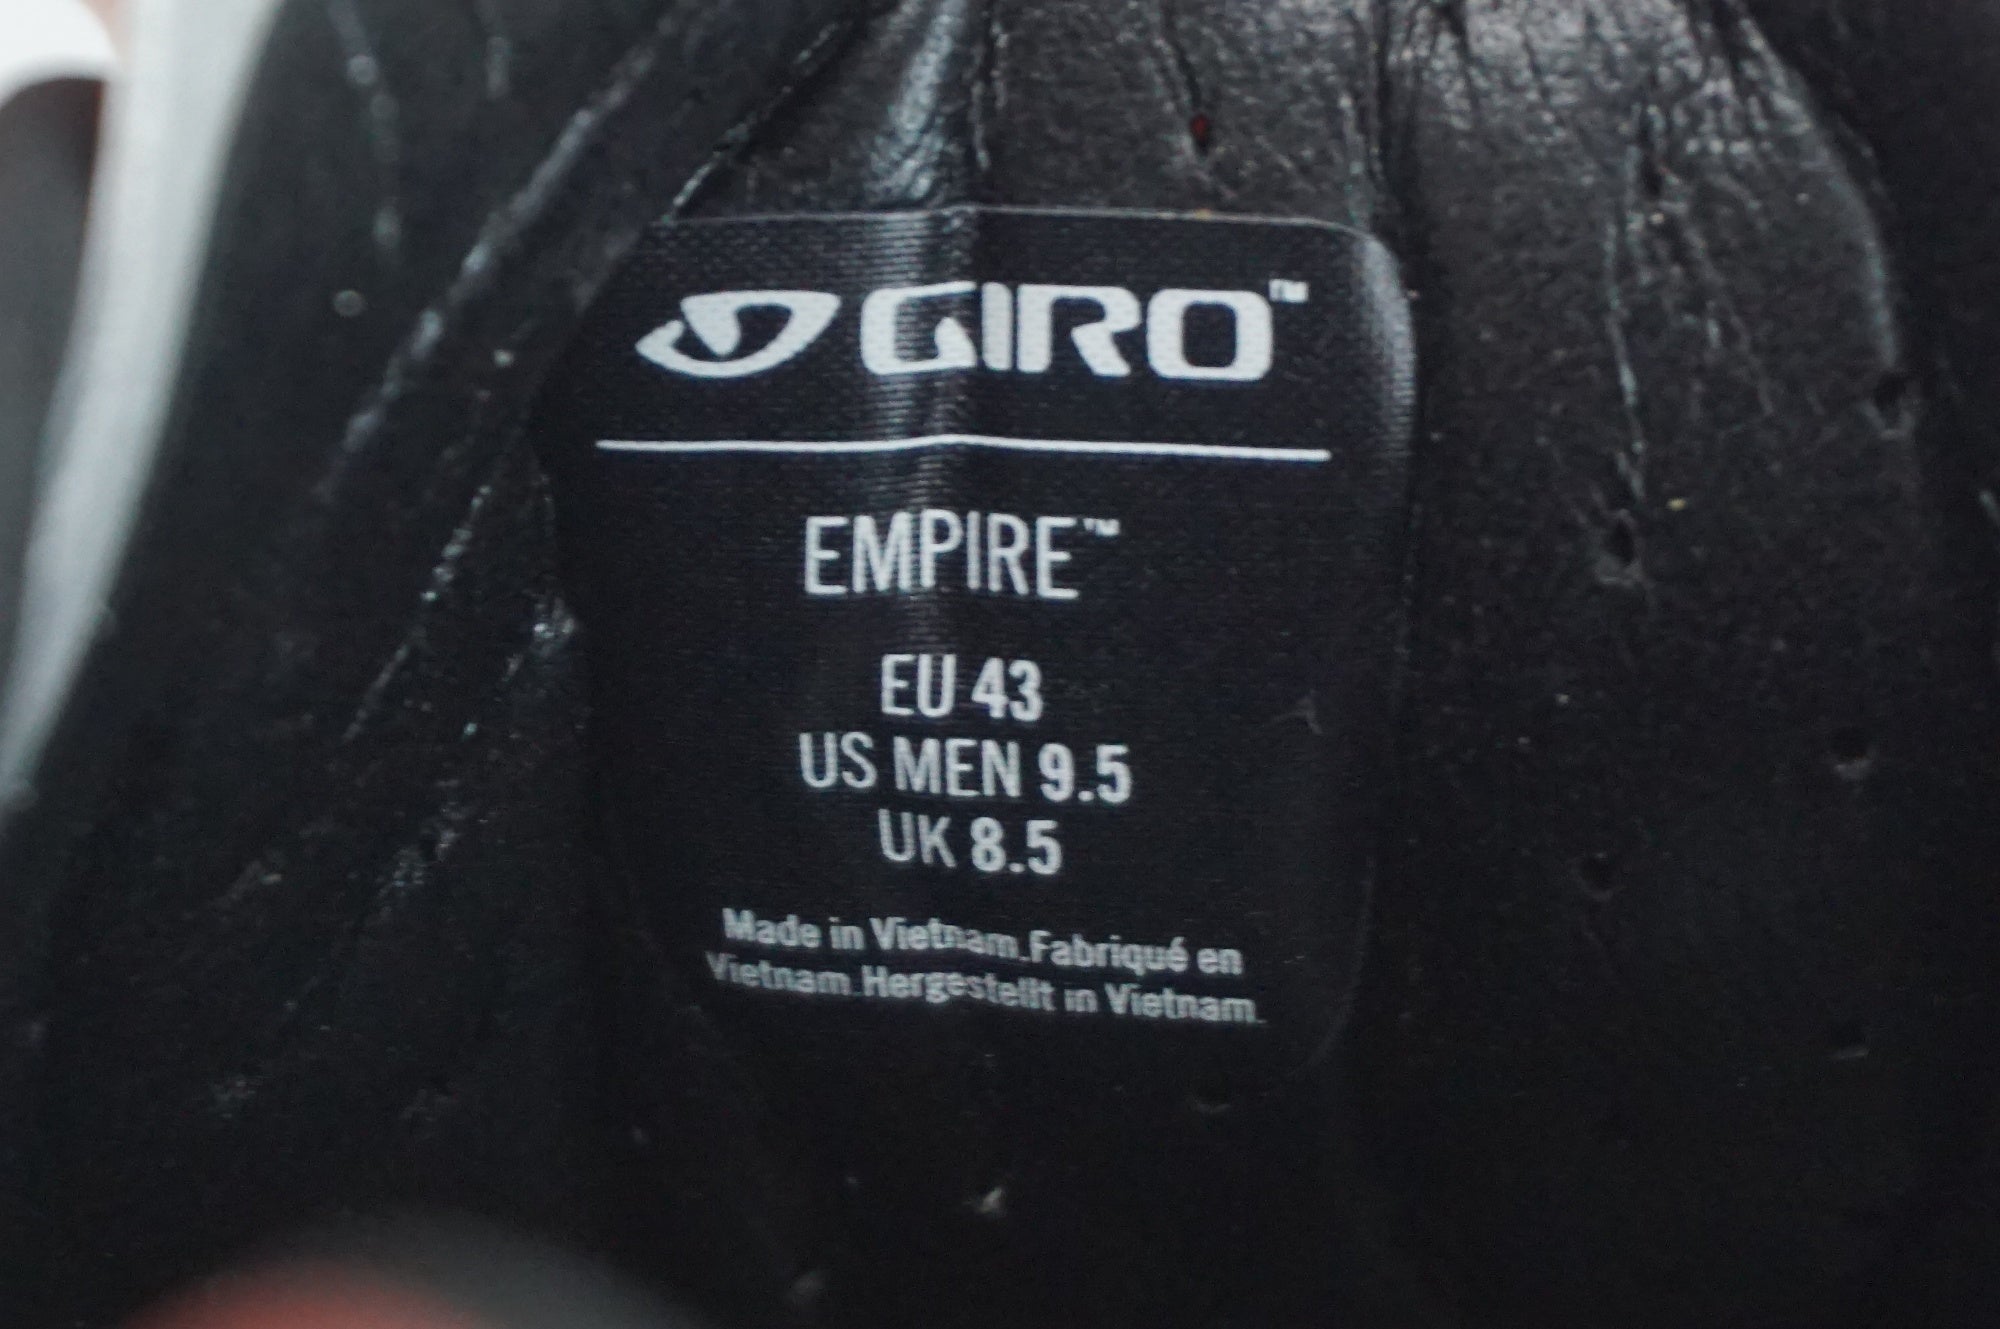 GIRO™
EMPIRE™
EU 43
US MEN 9.5
UK 8.5
Made in Vietnam.Fabriqué en
Vietnam.Hergestellt in Vietnam.